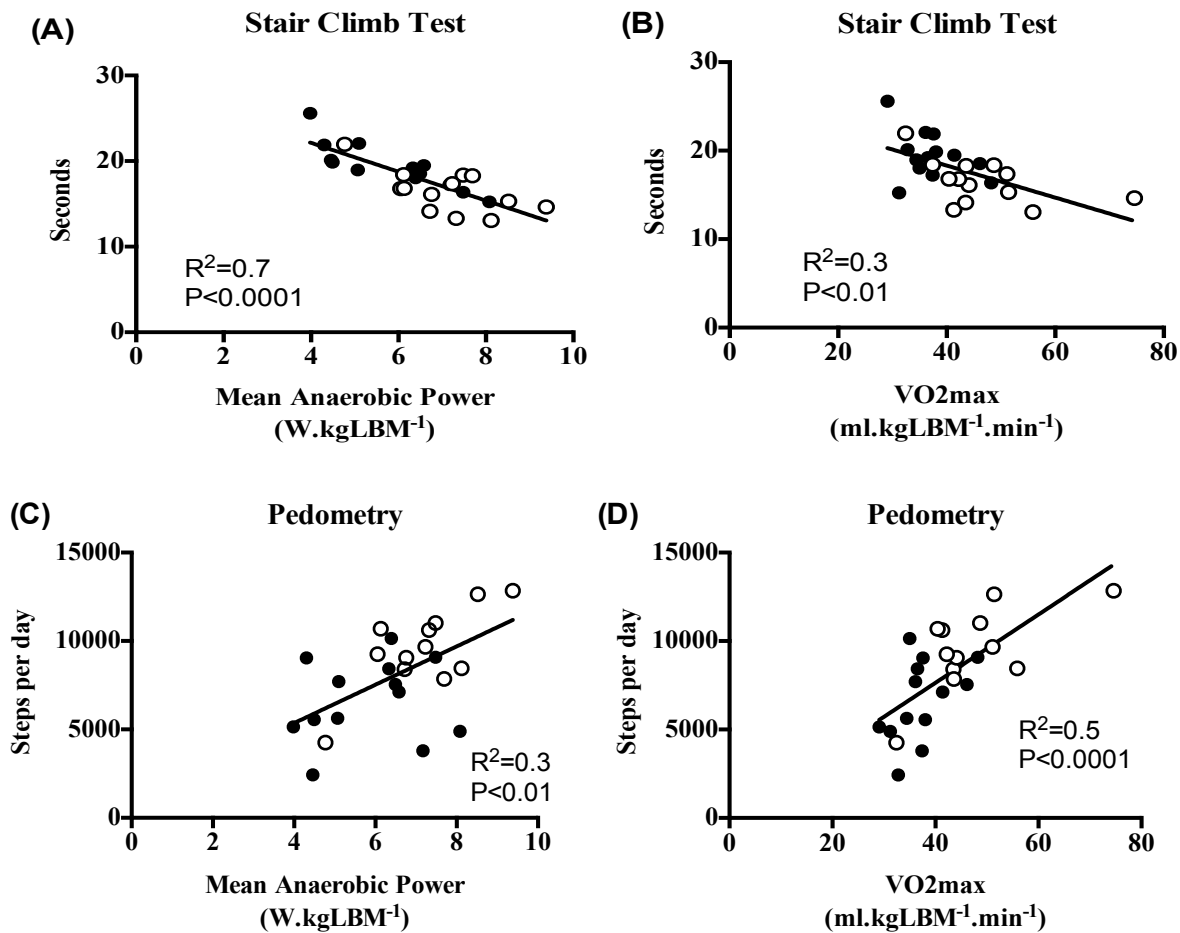 (A)
Stair Climb Test
30
20
10
0
Seconds
R²=0.7
P<0.0001
0 2 4 6 8 10
Mean Anaerobic Power
(W.kgLBM⁻¹)
(B)
Stair Climb Test
30
20
10
0
Seconds
R²=0.3
P<0.01
0 20 40 60 80
VO2max
(ml.kgLBM⁻¹.min⁻¹)
(C)
Pedometry
15000
10000
5000
0
Steps per day
R²=0.3
P<0.01
0 2 4 6 8 10
Mean Anaerobic Power
(W.kgLBM⁻¹)
(D)
Pedometry
15000
10000
5000
0
Steps per day
R²=0.5
P<0.0001
0 20 40 60 80
VO2max
(ml.kgLBM⁻¹.min⁻¹)